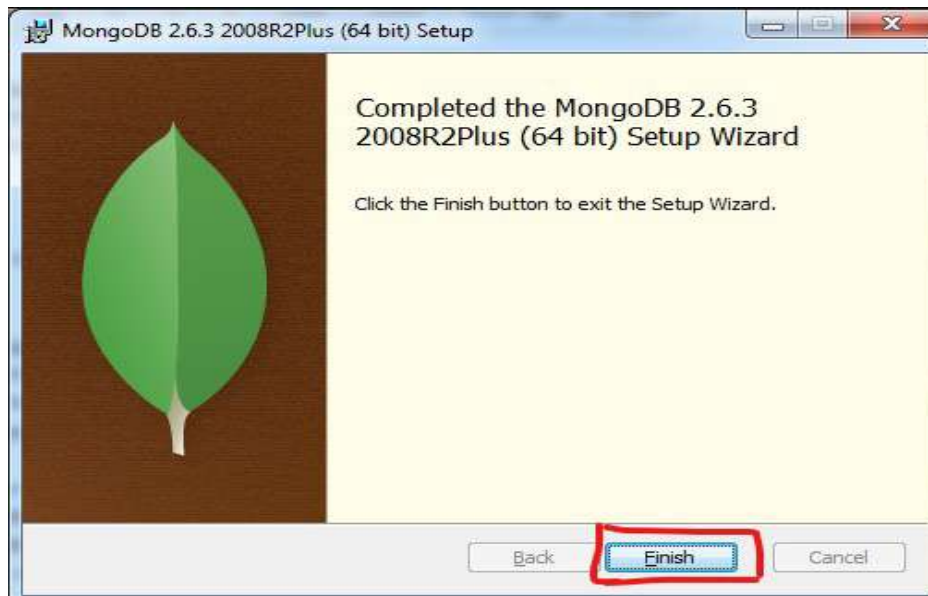 MongoDB 2.6.3 2008R2Plus (64 bit) Setup
Completed the MongoDB 2.6.3
2008R2Plus (64 bit) Setup Wizard
Click the Finish button to exit the Setup Wizard.
Back Finish Cancel